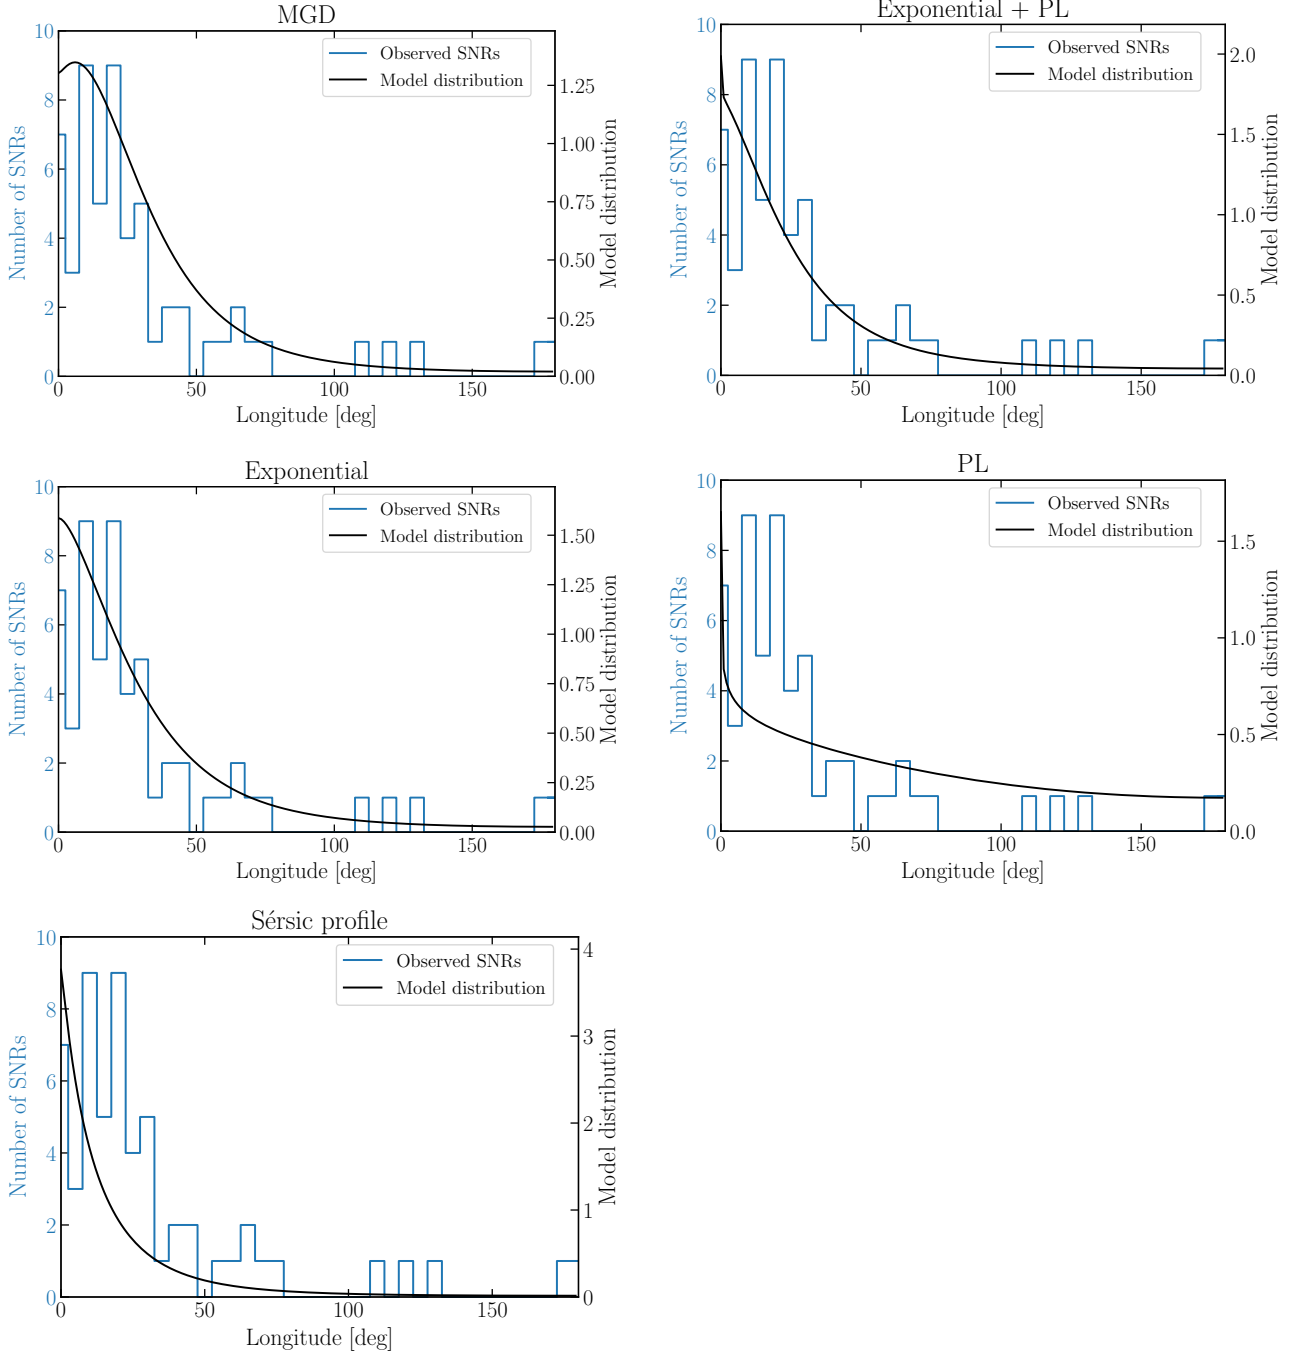 MGD
Observed SNRs
Model distribution
Number of SNRs
0
2
4
6
8
10
0.00
0.25
0.50
0.75
1.00
1.25
Model distribution
0 50 100 150
Longitude [deg]
Exponential + PL
Observed SNRs
Model distribution
Number of SNRs
0
2
4
6
8
10
0.0
0.5
1.0
1.5
2.0
Model distribution
0 50 100 150
Longitude [deg]
Exponential
Observed SNRs
Model distribution
Number of SNRs
0
2
4
6
8
10
0.00
0.25
0.50
0.75
1.00
1.25
1.50
Model distribution
0 50 100 150
Longitude [deg]
PL
Observed SNRs
Model distribution
Number of SNRs
0
2
4
6
8
10
0.0
0.5
1.0
1.5
Model distribution
0 50 100 150
Longitude [deg]
Sérsic profile
Observed SNRs
Model distribution
Number of SNRs
0
2
4
6
8
10
0
1
2
3
4
Model distribution
0 50 100 150
Longitude [deg]